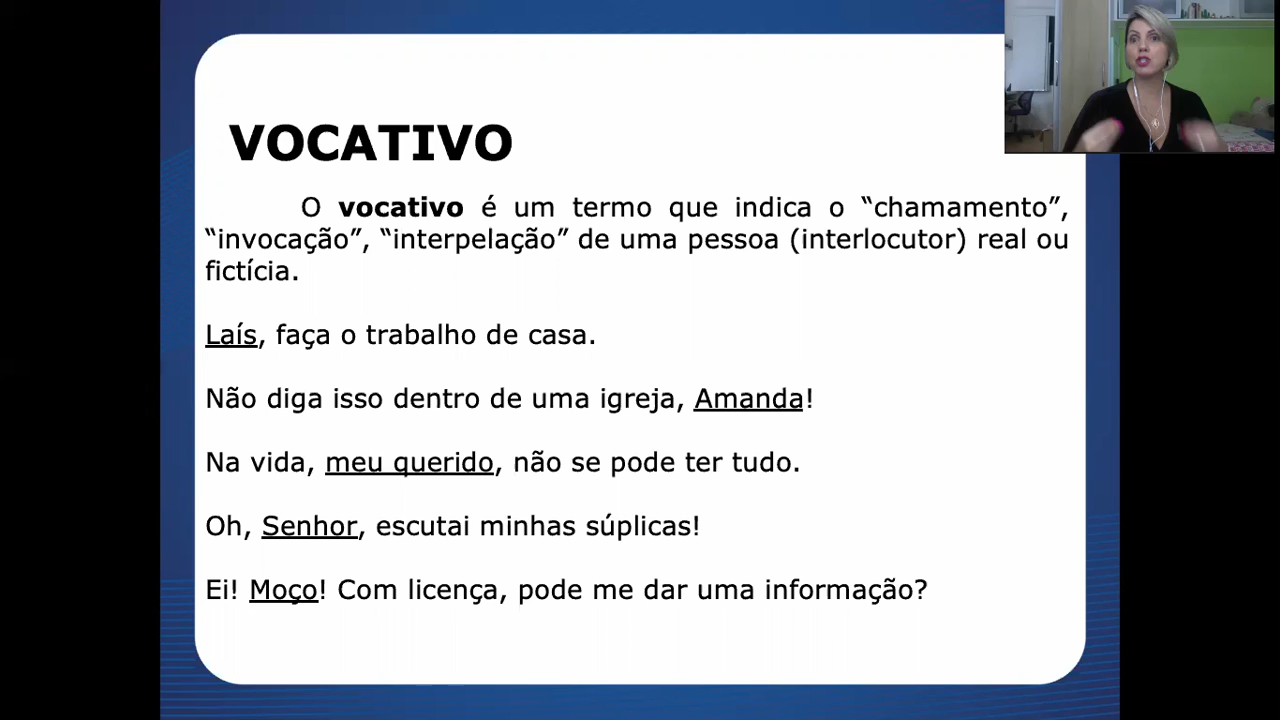 VOCATIVO
O vocativo é um termo que indica o “chamamento”,
“invocação”, “interpelação” de uma pessoa (interlocutor) real ou
fictícia.
Laís, faça o trabalho de casa.
Não diga isso dentro de uma igreja, Amanda!
Na vida, meu querido, não se pode ter tudo.
Oh, Senhor, escutai minhas súplicas!
Ei! Moço! Com licença, pode me dar uma informação?